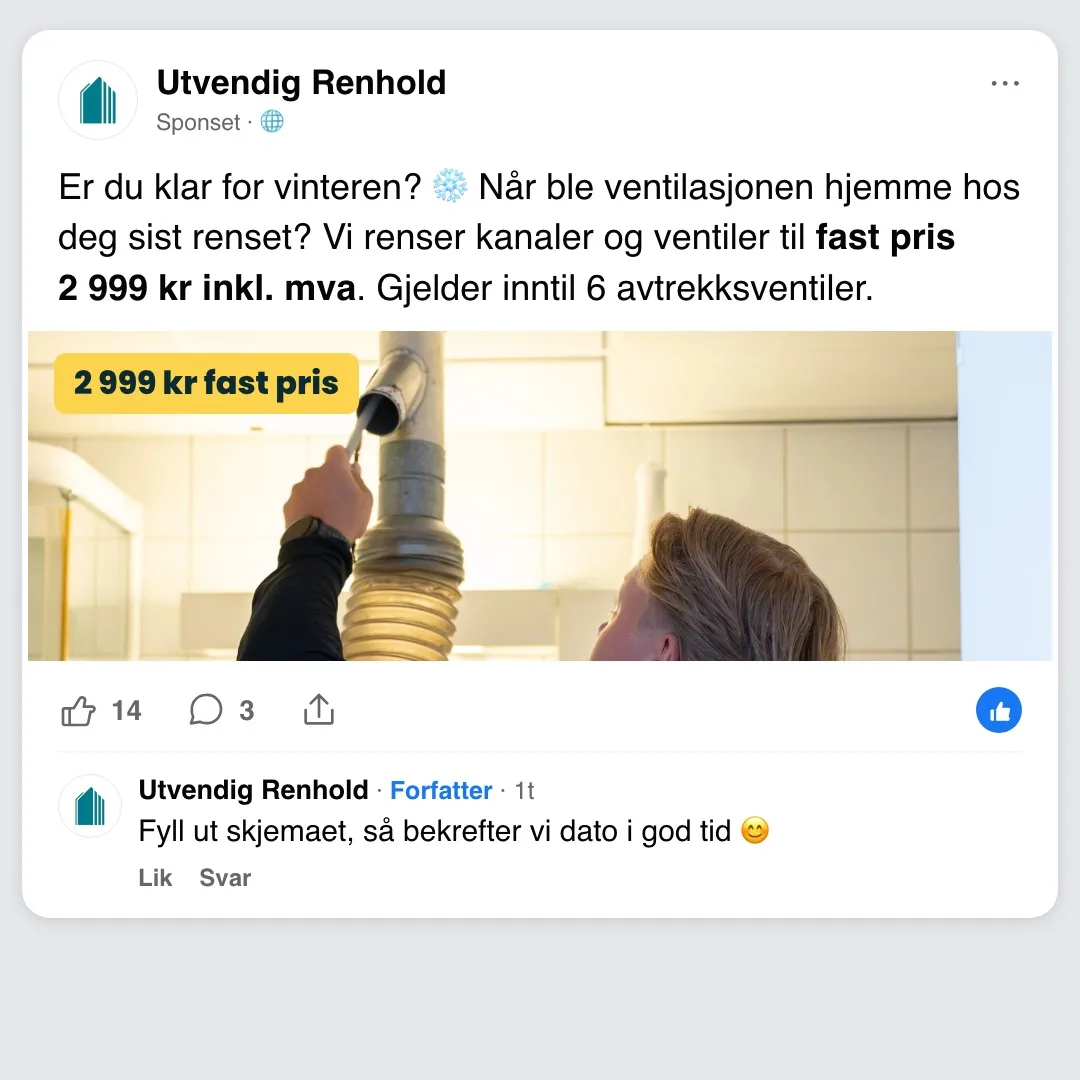 Utvendig Renhold
Sponset ·
Er du klar for vinteren? ❄️ Når ble ventilasjonen hjemme hos
deg sist renset? Vi renser kanaler og ventiler til fast pris
2 999 kr inkl. mva. Gjelder inntil 6 avtrekksventiler.
2 999 kr fast pris
14 3
Utvendig Renhold · Forfatter · 1t
Fyll ut skjemaet, så bekrefter vi dato i god tid 😊
Lik Svar